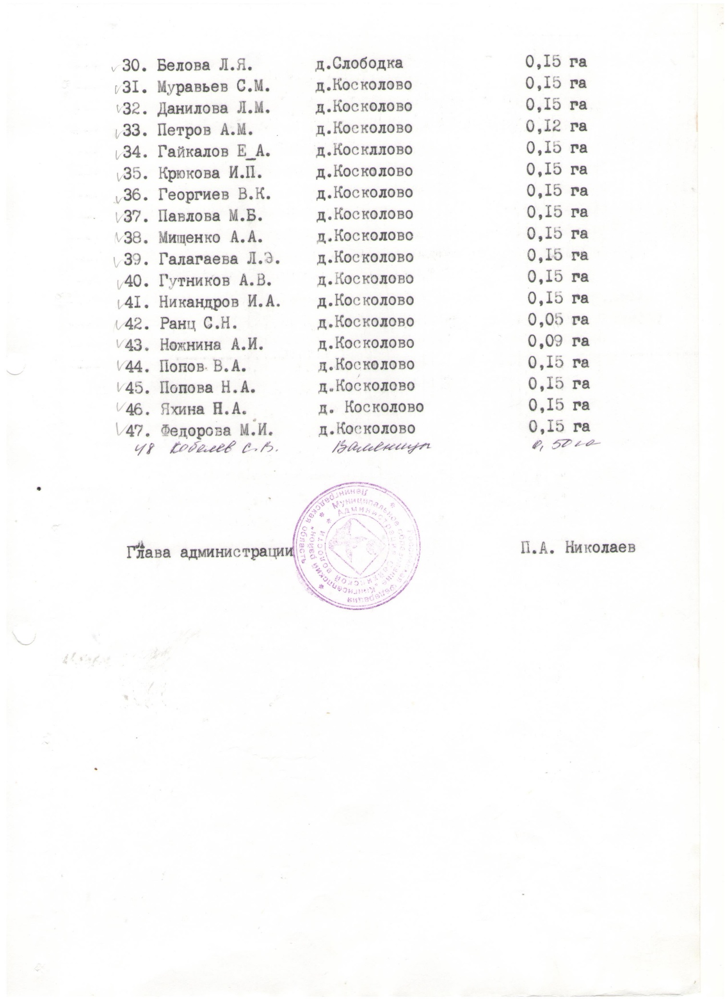 30. Белова Л.Я. д.Слободка 0,I5 га
3I. Муравьев С.М. д.Косколово 0,I5 га
32. Данилова Л.М. д.Косколово 0,I5 га
33. Петров А.М. д.Косколово 0,I2 га
34. Гайкалов Е_А. д.Коскллово 0,I5 га
35. Крюкова И.П. д.Косколово 0,I5 га
36. Георгиев В.К. д.Косколово 0,I5 га
37. Павлова М.Б. д.Косколово 0,I5 га
38. Мищенко А.А. д.Косколово 0,I5 га
39. Галагаева Л.Э. д.Косколово 0,I5 га
40. Гутников А.В. д.Косколово 0,I5 га
4I. Никандров И.А. д.Косколово 0,I5 га
42. Ранц С.Н. д.Косколово 0,05 га
43. Ножнина А.И. д.Косколово 0,09 га
44. Попов В.А. д.Косколово 0,I5 га
45. Попова Н.А. д.Косколово 0,I5 га
46. Яхина Н.А. д. Косколово 0,I5 га
47. Федорова М.И. д.Косколово 0,I5 га
48 Кобелев С.В. 0,50 га
Глава администрации П.А. Николаев
Российская Федерация * Ленинградская область *
Муниципальное образование "Кингисеппский район" *
Администрация волости *